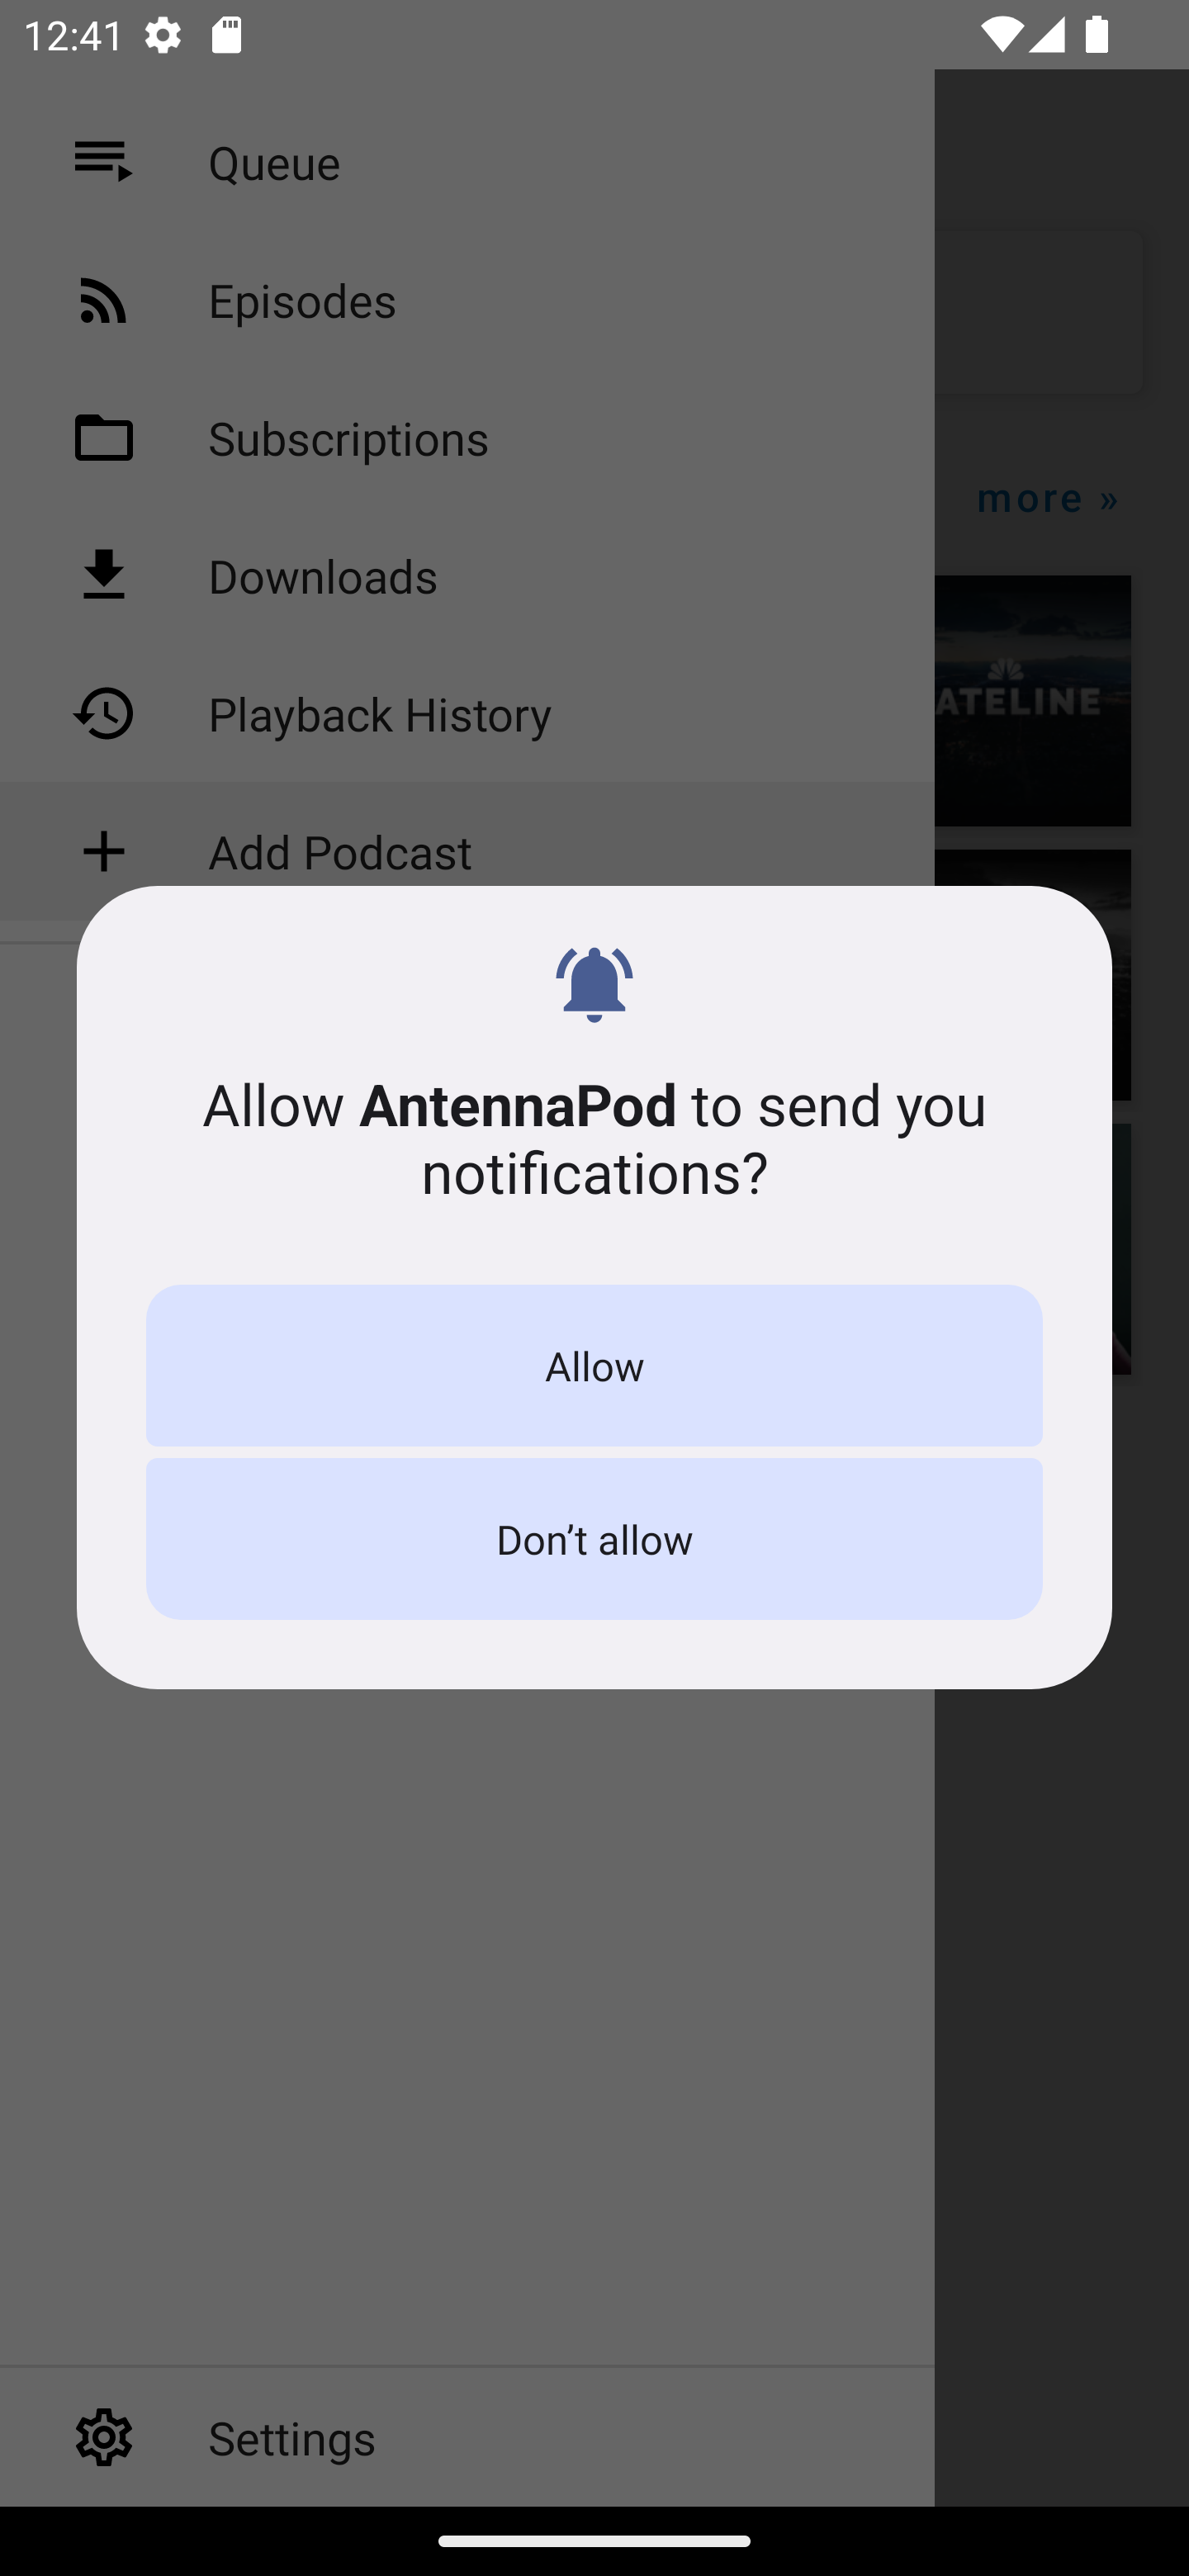 12:41
Queue
Episodes
Subscriptions
more »
Downloads
ATELINE
Playback History
Add Podcast
Allow AntennaPod to send you
notifications?
Allow
Don’t allow
Settings